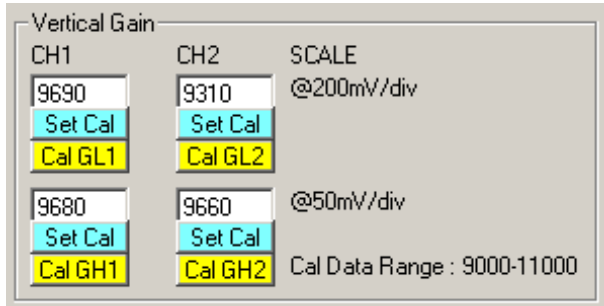 Vertical Gain
CH1 CH2 SCALE
9690 9310 @200mV/div
Set Cal Set Cal
Cal GL1 Cal GL2
9680 9660 @50mV/div
Set Cal Set Cal
Cal GH1 Cal GH2 Cal Data Range : 9000-11000